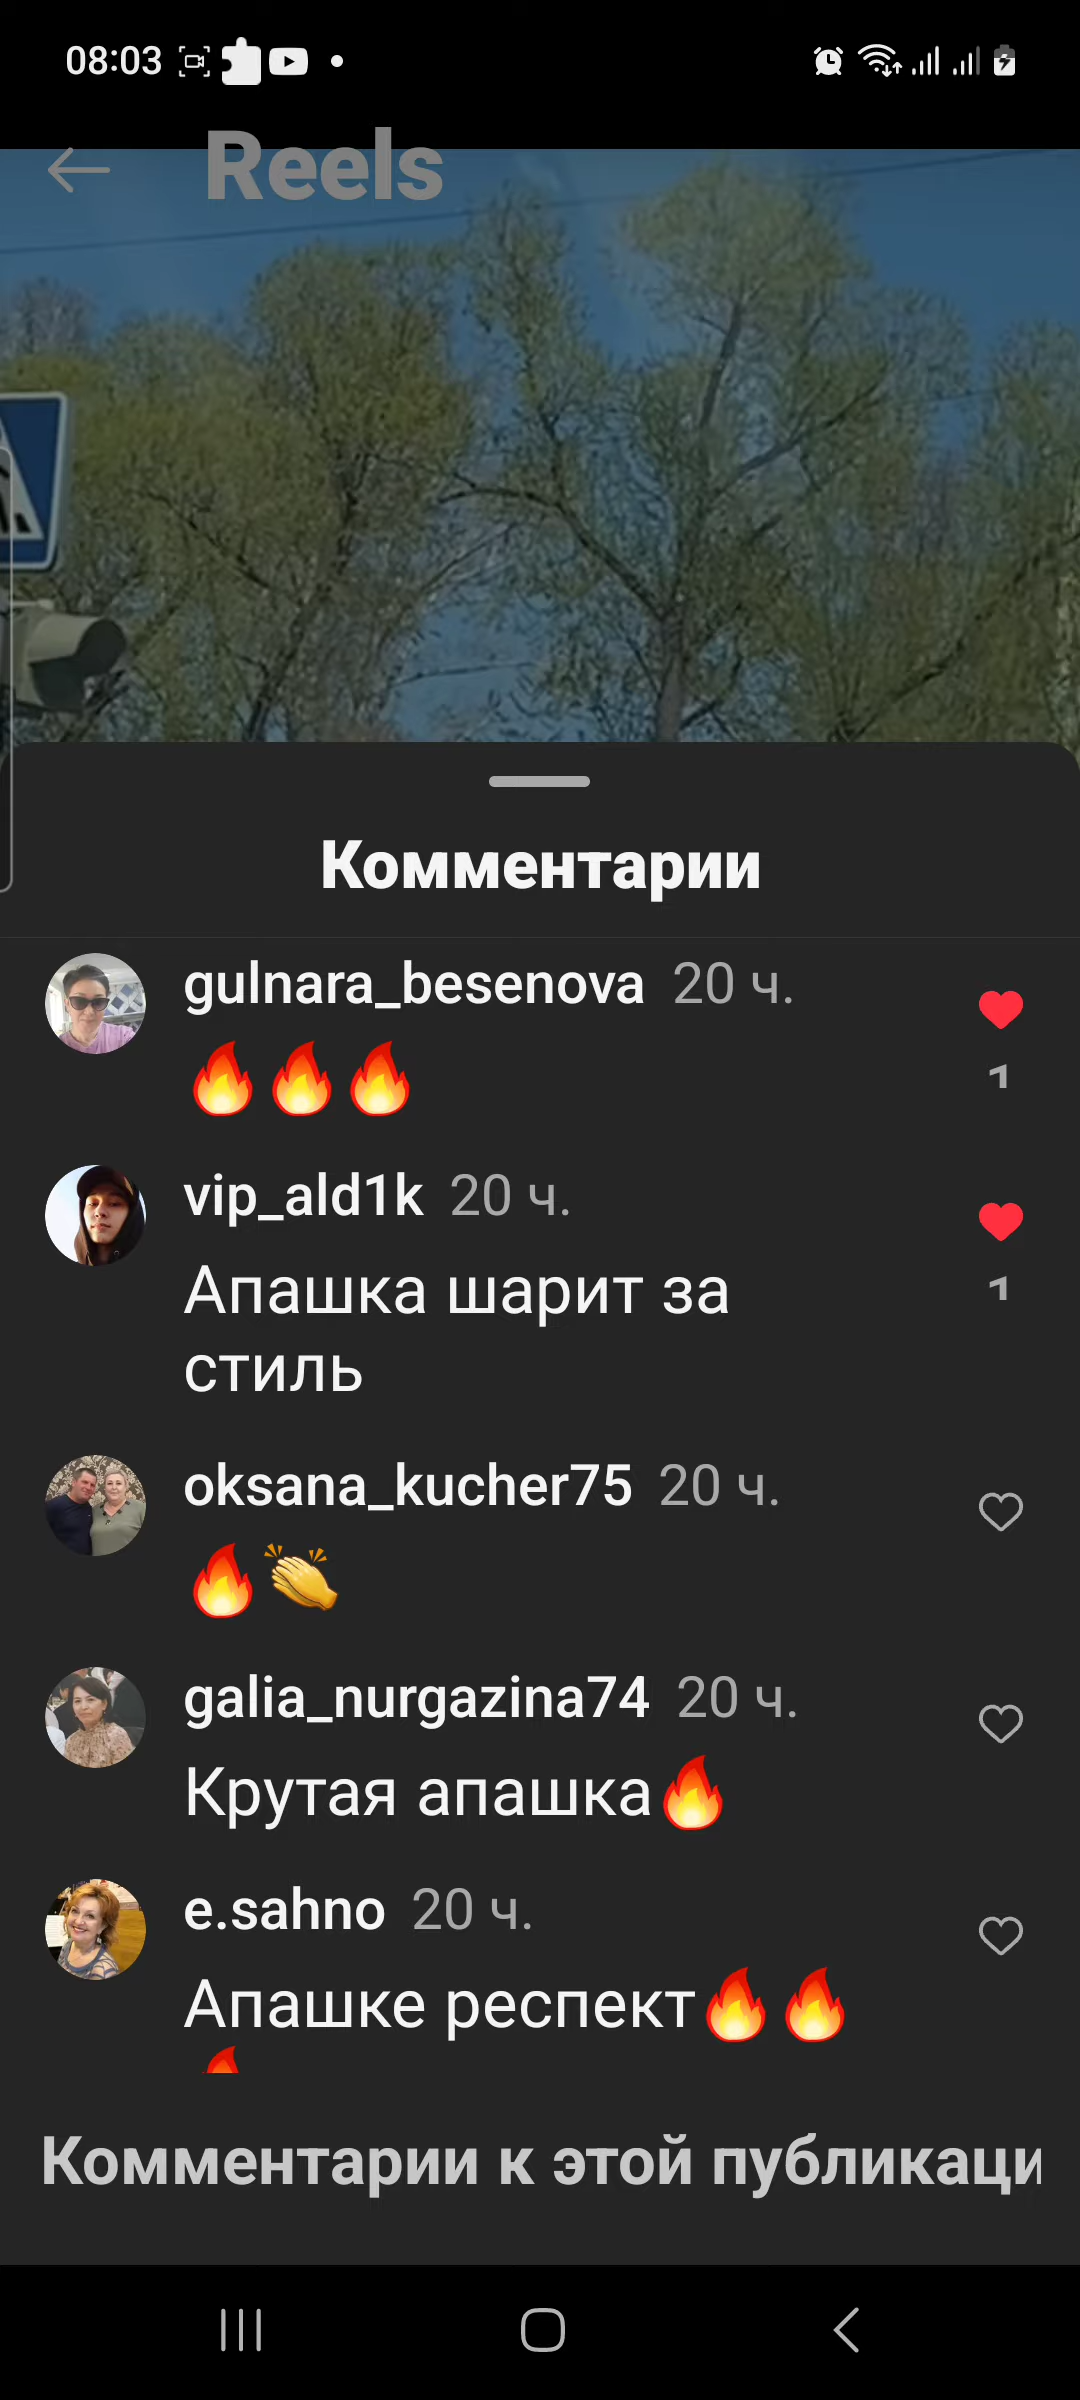 08:03
Reels
Комментарии
gulnara_besenova 20 ч.
🔥🔥🔥
1
vip_ald1k 20 ч.
1
Апашка шарит за
стиль
oksana_kucher75 20 ч.
🔥👏
galia_nurgazina74 20 ч.
Крутая апашка🔥
e.sahno 20 ч.
Апашке респект🔥🔥
🔥
Комментарии к этой публикаци